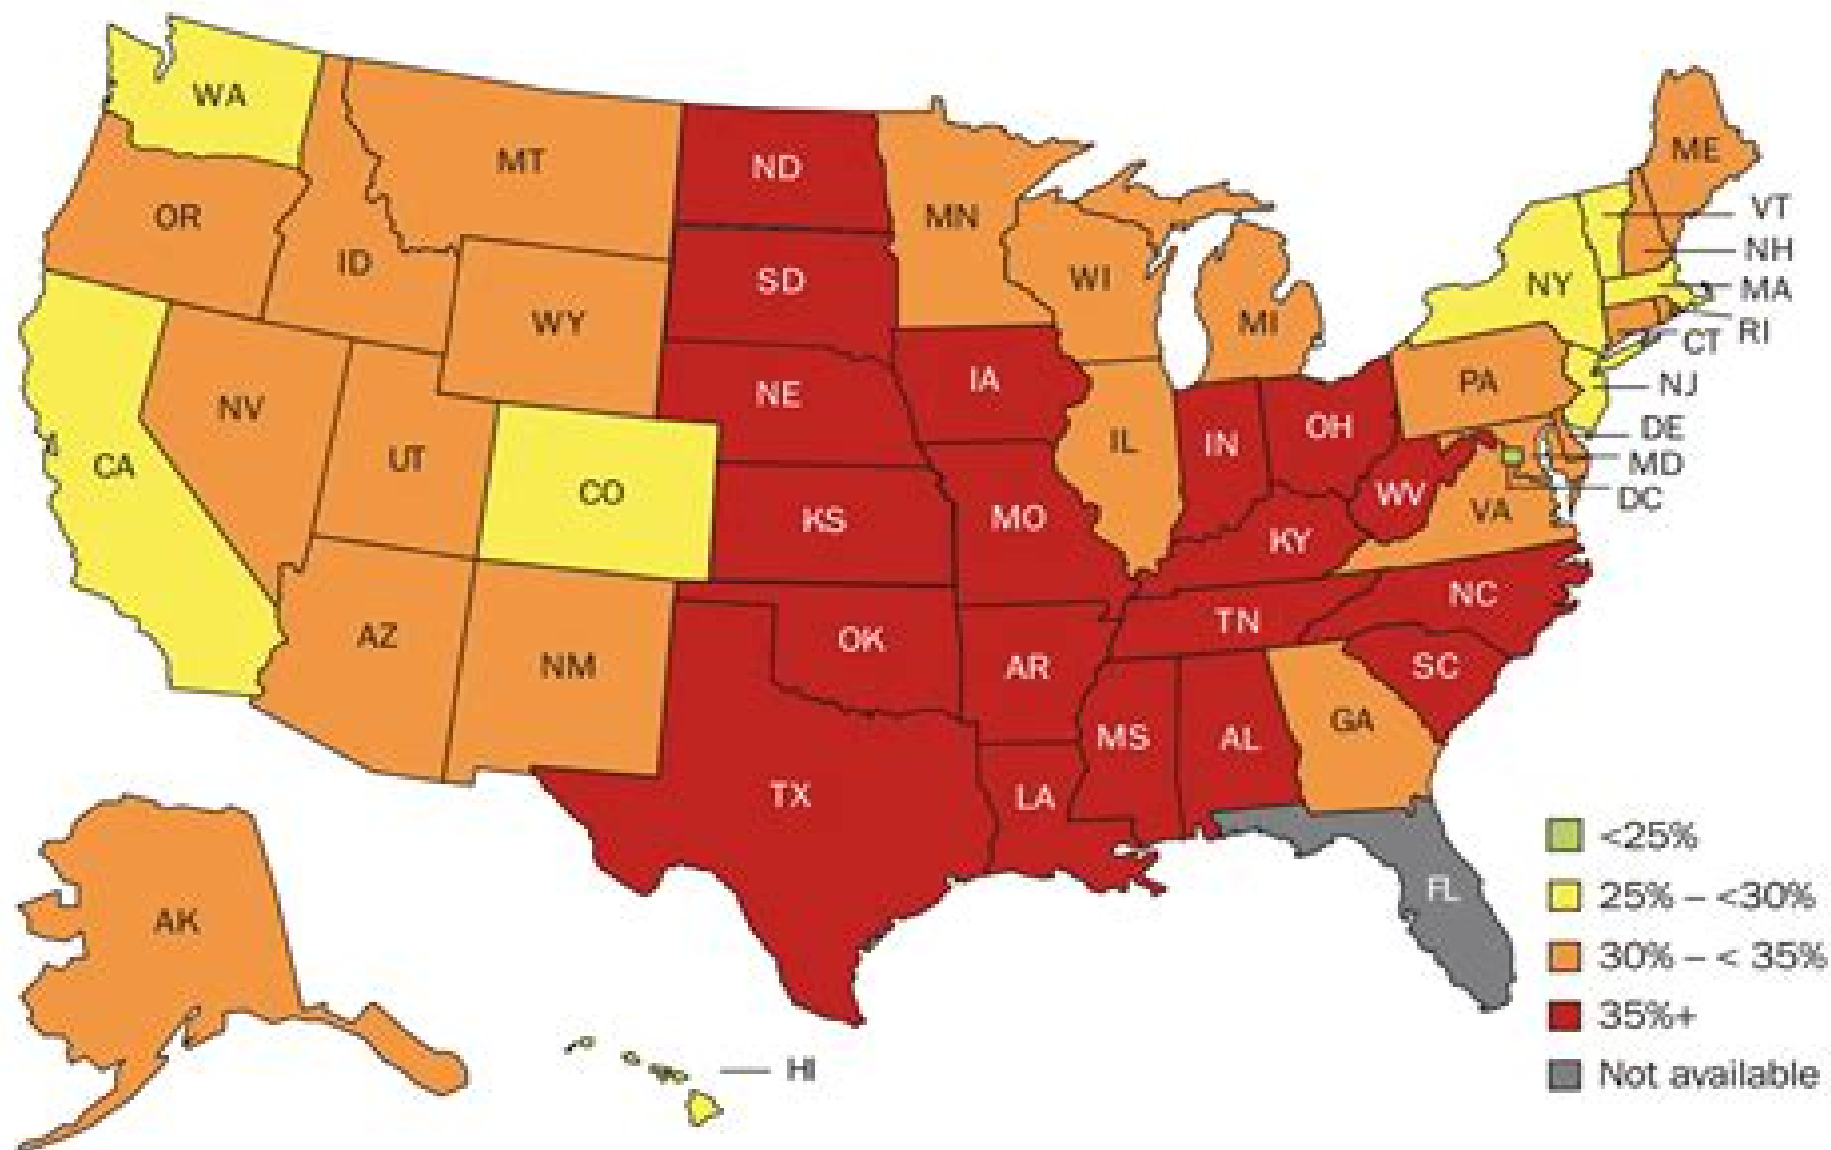 WA
MT
ND
ME
OR
ID
MN
VT
NH
SD
WI
NY
MA
WY
MI
RI
CT
NV
NE
IA
PA
NJ
UT
CA
CO
IL
IN
OH
DE
MD
DC
KS
MO
WV
VA
KY
NC
AZ
NM
OK
TN
AR
SC
MS
AL
GA
TX
LA
<25%
FL
25% – <30%
AK
30% – < 35%
35%+
HI
Not available